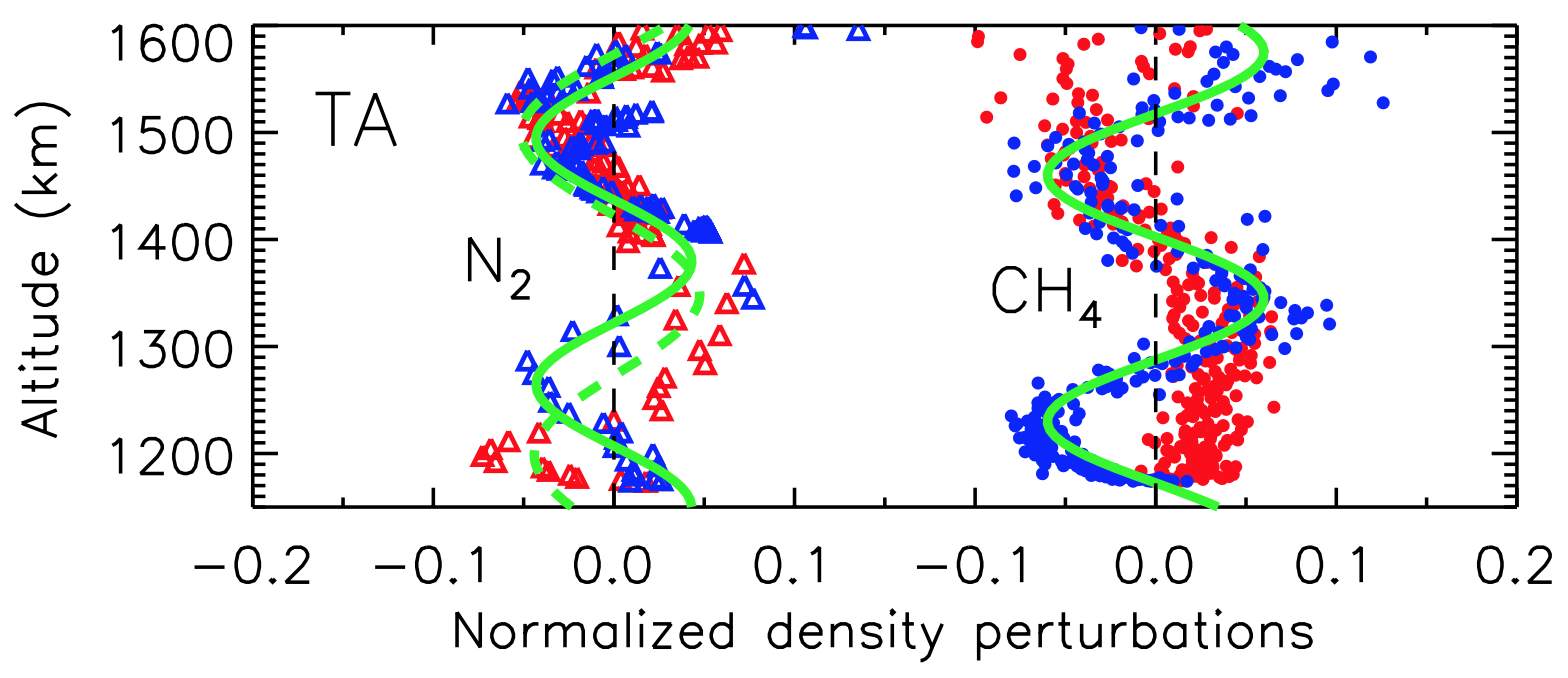 1600
1500
1400
1300
1200
Altitude (km)
TA
N2
CH4
−0.2 −0.1 0.0 0.1 −0.1 0.0 0.1 0.2
Normalized density perturbations